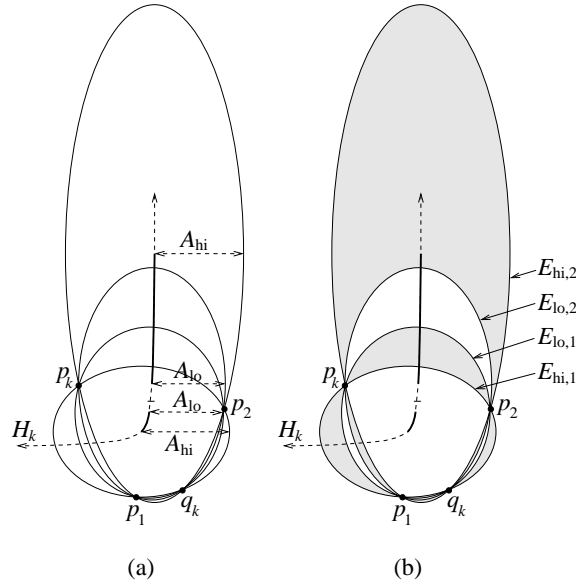 A_hi
p_k
A_lo
A_lo
p_2
A_hi
H_k
p_1
q_k
(a)
E_hi,2
E_lo,2
E_lo,1
E_hi,1
p_k
p_2
p_1
q_k
(b)